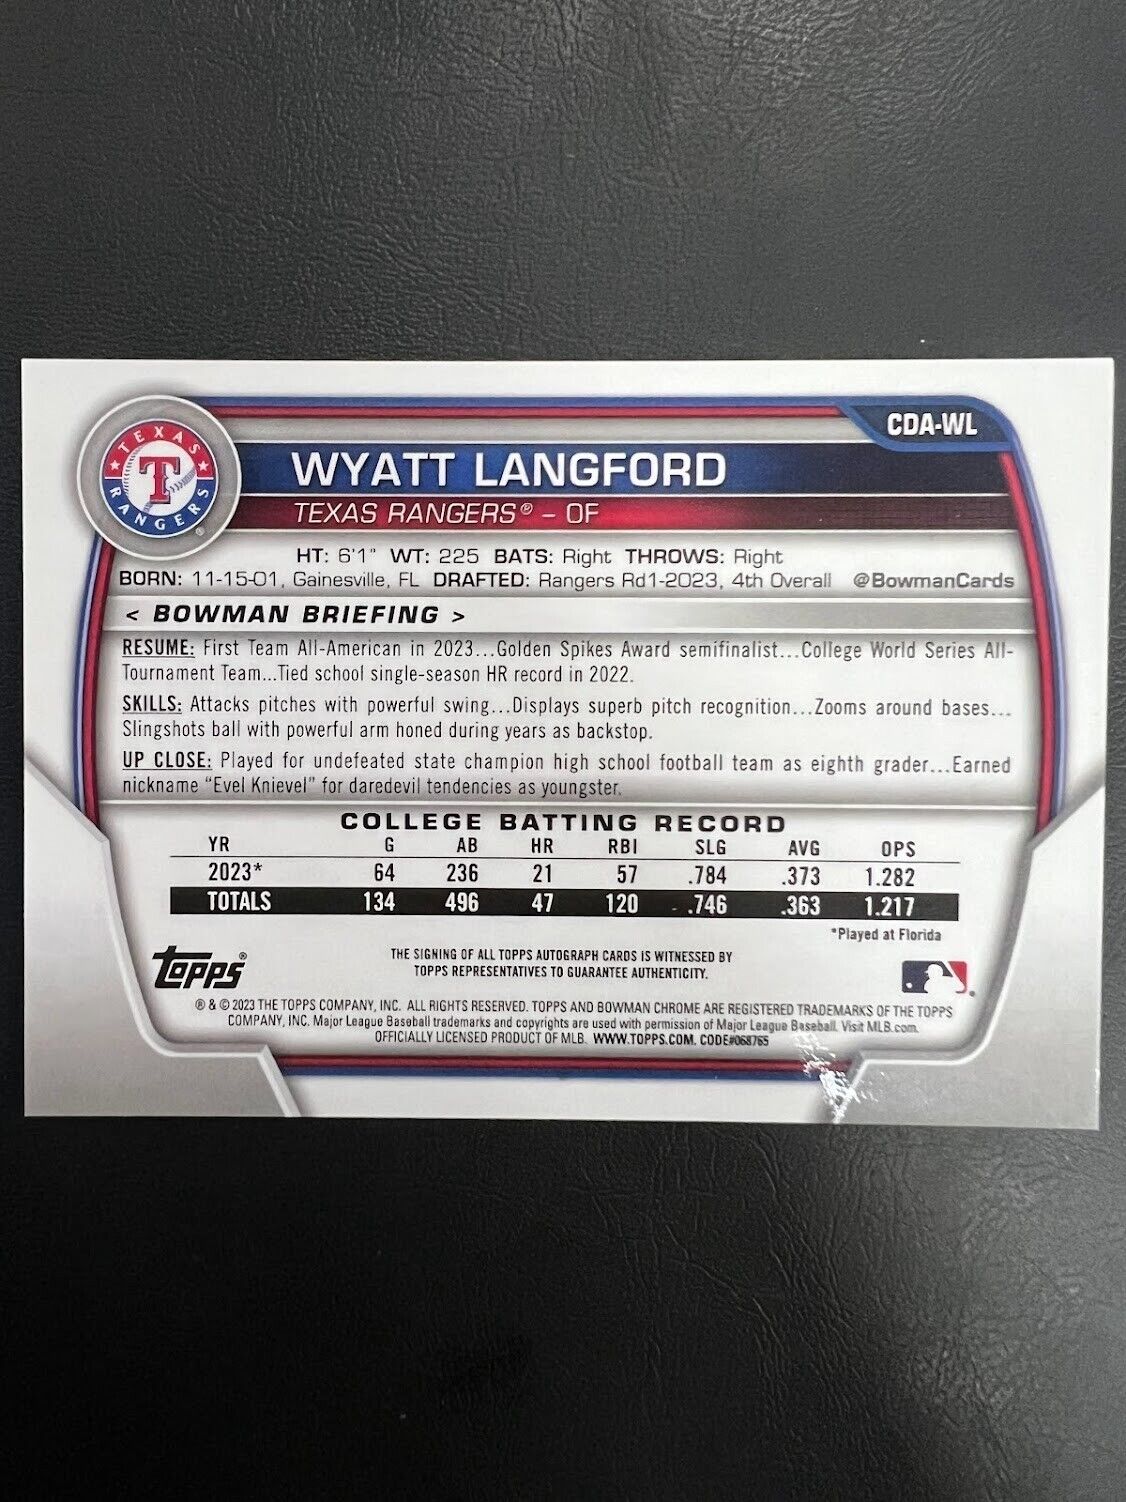 CDA-WL
TEXAS
T
RANGERS®
WYATT LANGFORD
TEXAS RANGERS® – OF
HT: 6'1" WT: 225 BATS: Right THROWS: Right
BORN: 11-15-01, Gainesville, FL DRAFTED: Rangers Rd1-2023, 4th Overall @BowmanCards
< BOWMAN BRIEFING >
RESUME: First Team All-American in 2023...Golden Spikes Award semifinalist...College World Series All-
Tournament Team...Tied school single-season HR record in 2022.
SKILLS: Attacks pitches with powerful swing...Displays superb pitch recognition...Zooms around bases...
Slingshots ball with powerful arm honed during years as backstop.
UP CLOSE: Played for undefeated state champion high school football team as eighth grader...Earned
nickname “Evel Knievel” for daredevil tendencies as youngster.
COLLEGE BATTING RECORD
YR G AB HR RBI SLG AVG OPS
2023* 64 236 21 57 .784 .373 1.282
TOTALS 134 496 47 120 .746 .363 1.217
*Played at Florida
topps®
THE SIGNING OF ALL TOPPS AUTOGRAPH CARDS IS WITNESSED BY
TOPPS REPRESENTATIVES TO GUARANTEE AUTHENTICITY.
® & © 2023 THE TOPPS COMPANY, INC. ALL RIGHTS RESERVED. TOPPS AND BOWMAN CHROME ARE REGISTERED TRADEMARKS OF THE TOPPS
COMPANY, INC. Major League Baseball trademarks and copyrights are used with permission of Major League Baseball. Visit MLB.com.
OFFICIALLY LICENSED PRODUCT OF MLB. WWW.TOPPS.COM. CODE#068765